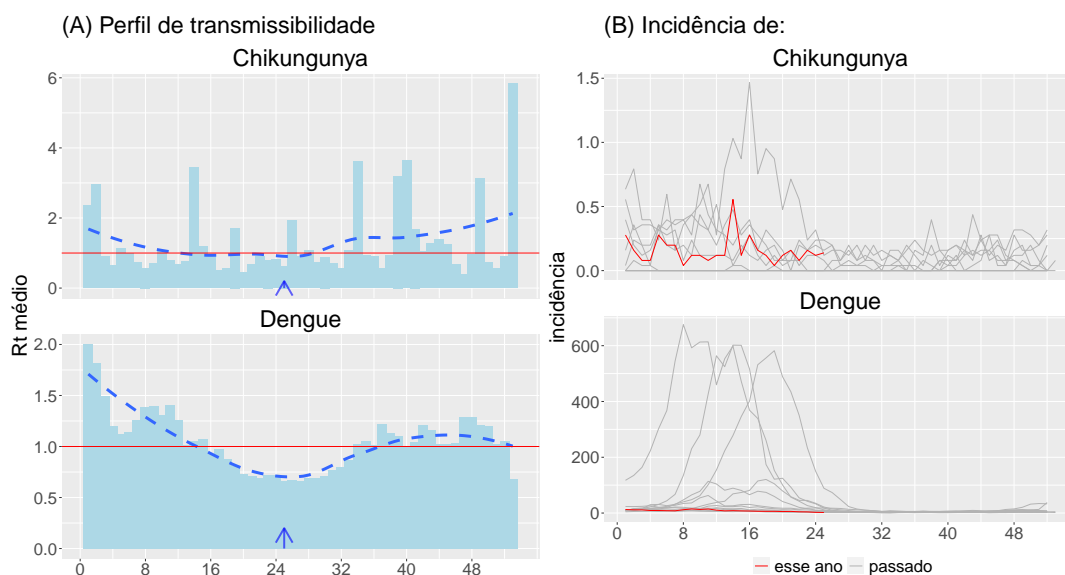 (A) Perfil de transmissibilidade
Chikungunya
6
4
2
0
Dengue
2.0
1.5
1.0
0.5
0.0
Rt médio
0 8 16 24 32 40 48
(B) Incidência de:
Chikungunya
1.5
1.0
0.5
0.0
Dengue
600
400
200
0
incidência
0 8 16 24 32 40 48
esse ano passado